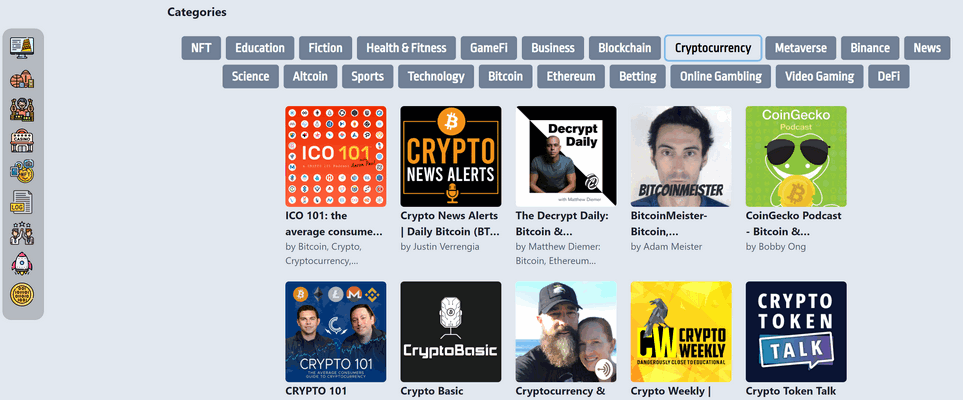 Categories
NFT Education Fiction Health & Fitness GameFi Business Blockchain Cryptocurrency Metaverse Binance News
Science Altcoin Sports Technology Bitcoin Ethereum Betting Online Gambling Video Gaming DeFi
ICO 101
CRYPTO
NEWS ALERTS
Decrypt
Daily
with Matthew Diemer
BITCOINMEISTER
CoinGecko
Podcast
ICO 101: the
average consume...
by Bitcoin, Crypto,
Cryptocurrency,...
Crypto News Alerts
| Daily Bitcoin (BT...
by Justin Verrengia
The Decrypt Daily:
Bitcoin &...
by Matthew Diemer:
Bitcoin, Ethereum...
BitcoinMeister-
Bitcoin,...
by Adam Meister
CoinGecko Podcast
- Bitcoin &...
by Bobby Ong
CASINO
LOG
CRYPTO 101
THE AVERAGE CONSUMERS
GUIDE TO CRYPTOCURRENCY
CryptoBasic
CW CRYPTO
WEEKLY
DANGEROUSLY CLOSE TO EDUCATIONAL
CRYPTO
TOKEN
TALK
CRYPTO 101
Crypto Basic
Cryptocurrency &
Crypto Weekly |
Crypto Token Talk